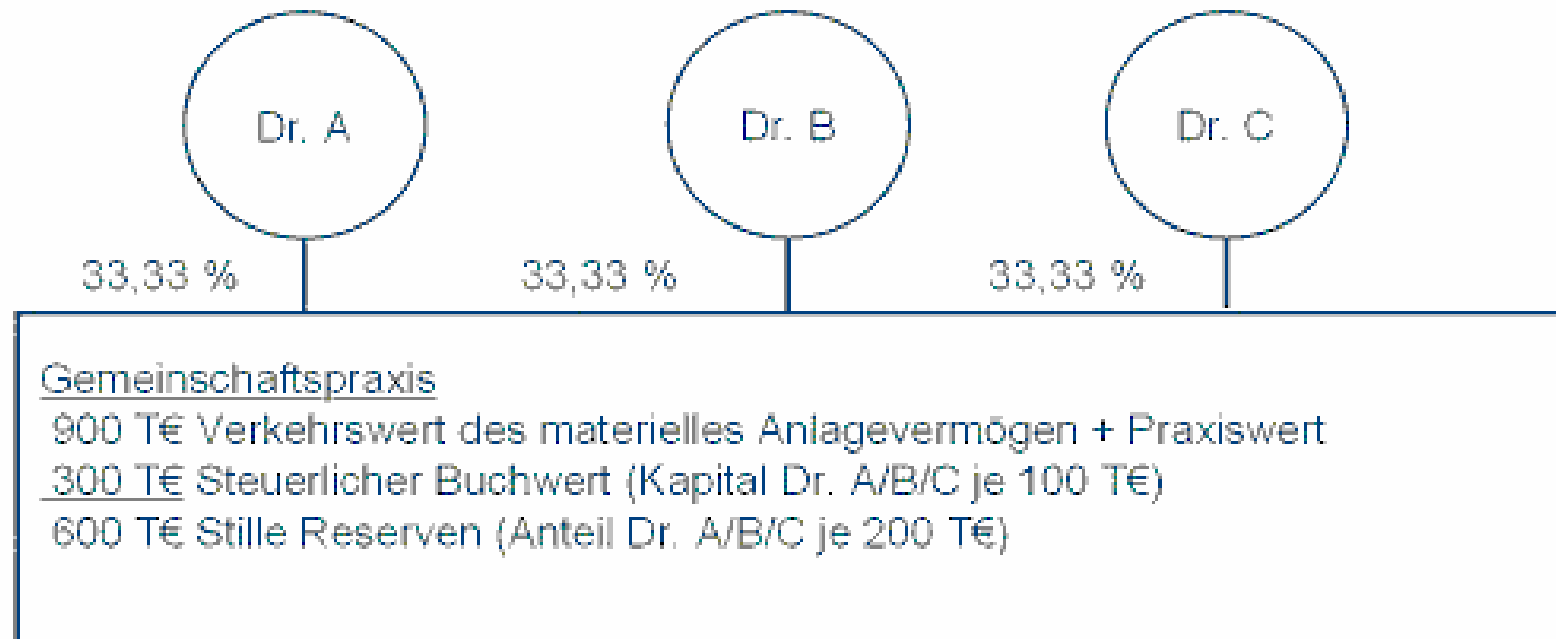 Dr. A
Dr. B
Dr. C
33,33 %
33,33 %
33,33 %
Gemeinschaftspraxis
900 T€ Verkehrswert des materielles Anlagevermögen + Praxiswert
300 T€ Steuerlicher Buchwert (Kapital Dr. A/B/C je 100 T€)
600 T€ Stille Reserven (Anteil Dr. A/B/C je 200 T€)